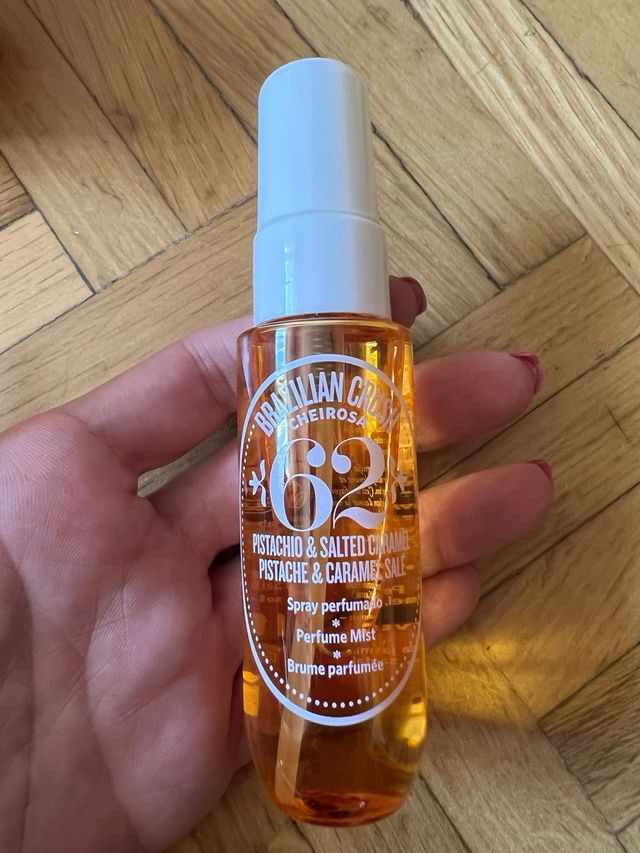 BRAZILIAN CRUSH
CHEIROSA
62
PISTACHIO & SALTED CARAMEL
PISTACHE & CARAMEL SALÉ
Spray perfumado
*
Perfume Mist
*
Brume parfumée